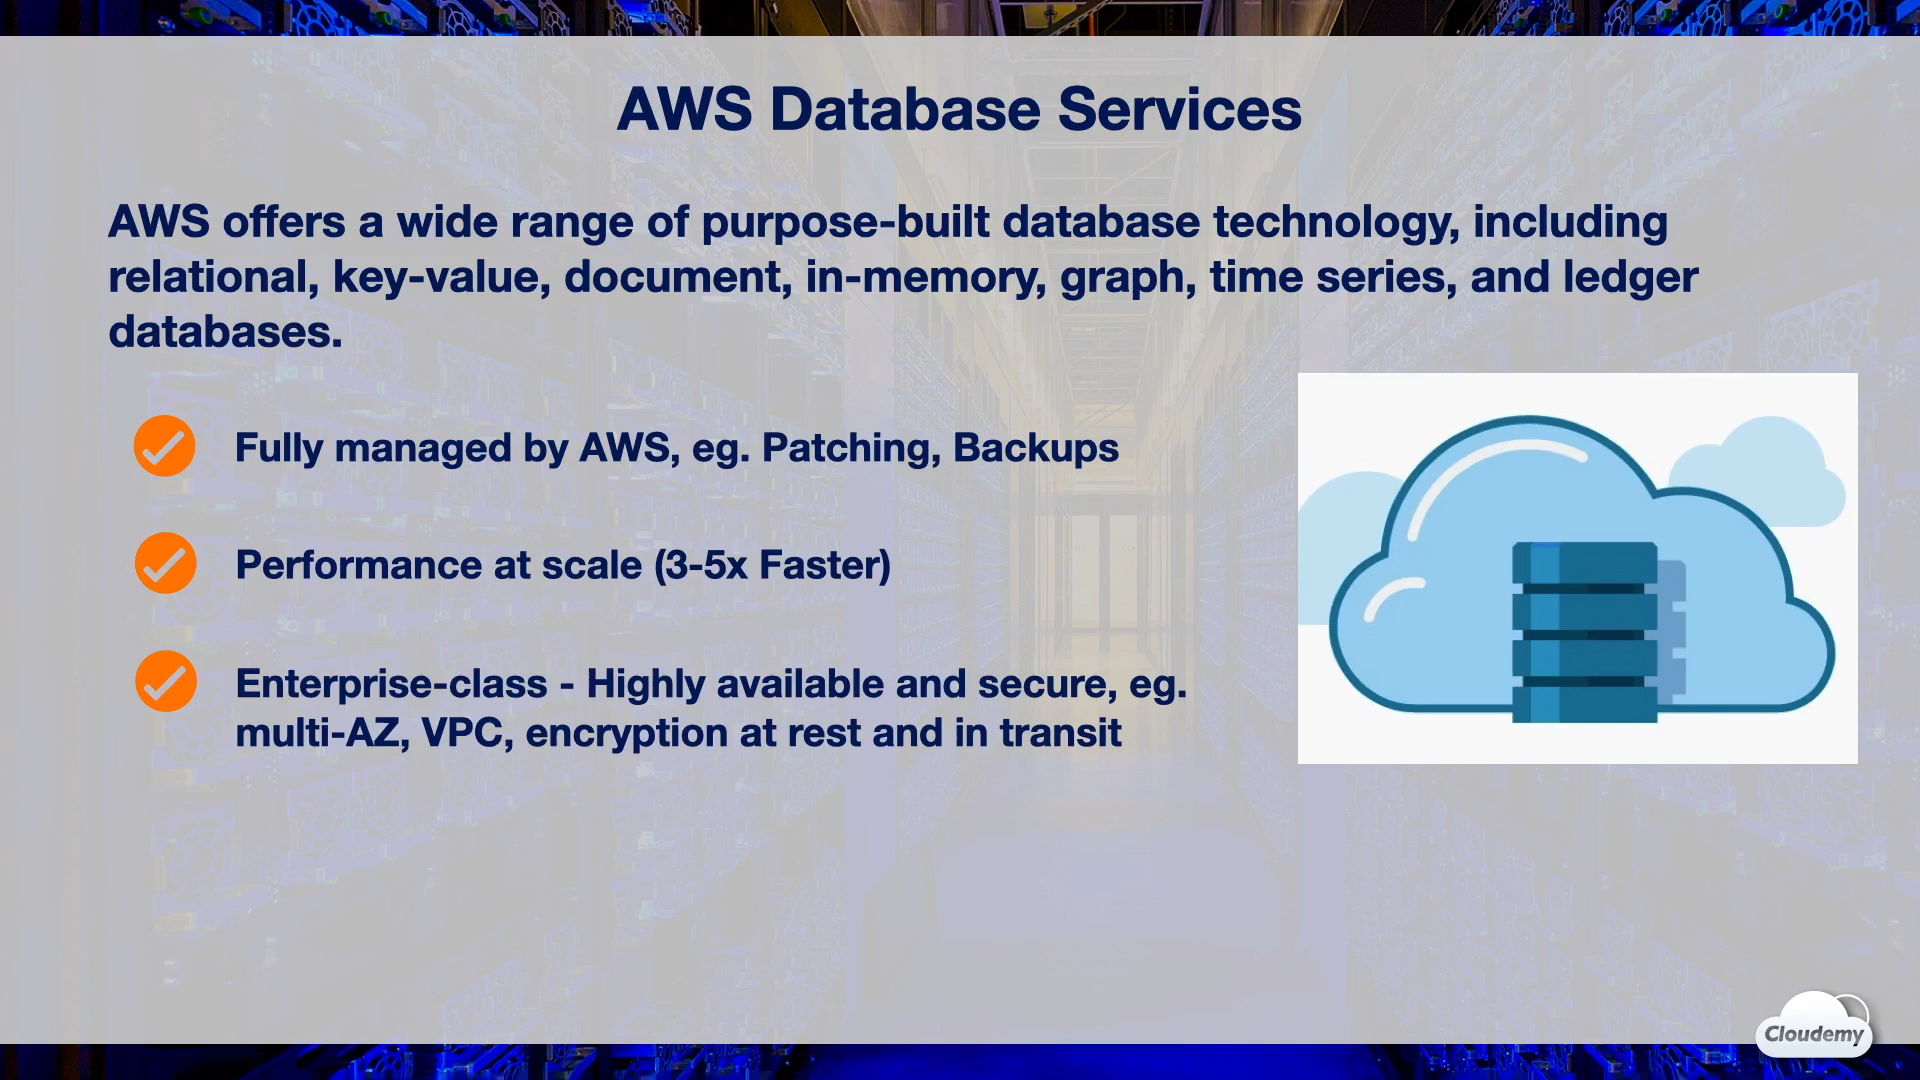 AWS Database Services
AWS offers a wide range of purpose-built database technology, including
relational, key-value, document, in-memory, graph, time series, and ledger
databases.
Fully managed by AWS, eg. Patching, Backups
Performance at scale (3-5x Faster)
Enterprise-class - Highly available and secure, eg.
multi-AZ, VPC, encryption at rest and in transit
Cloudemy